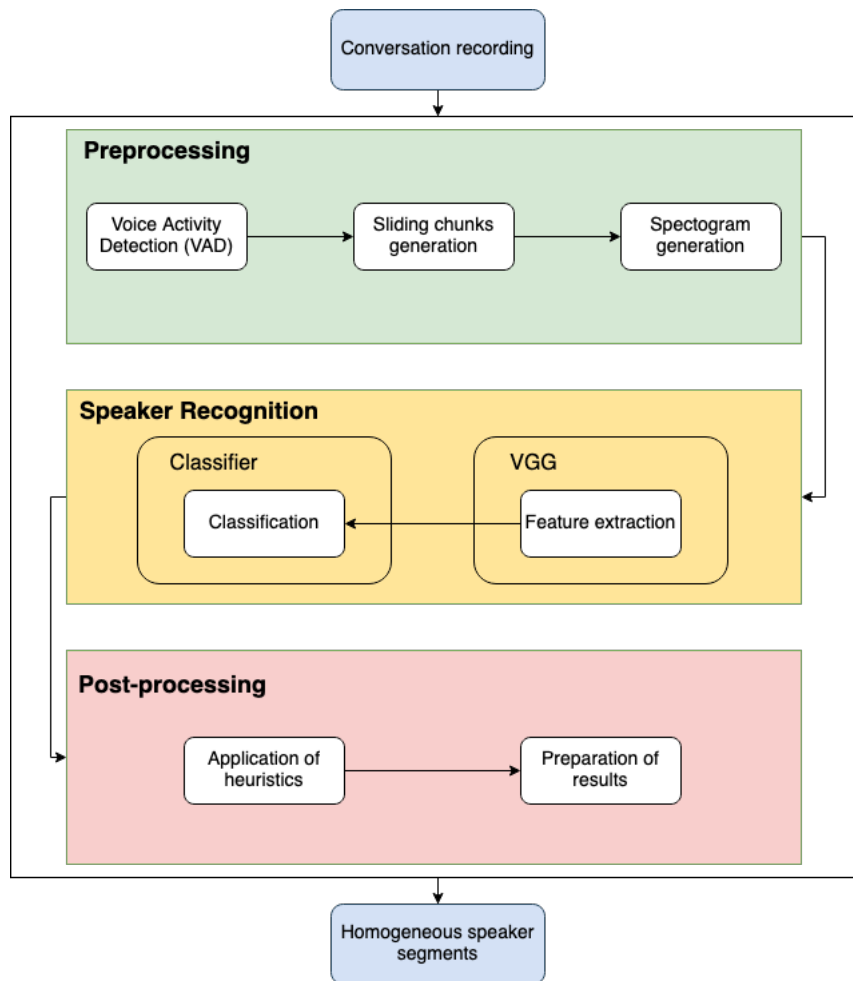 Conversation recording
Preprocessing
Voice Activity
Detection (VAD)
Sliding chunks
generation
Spectogram
generation
Speaker Recognition
Classifier
VGG
Classification
Feature extraction
Post-processing
Application of
heuristics
Preparation of
results
Homogeneous speaker
segments